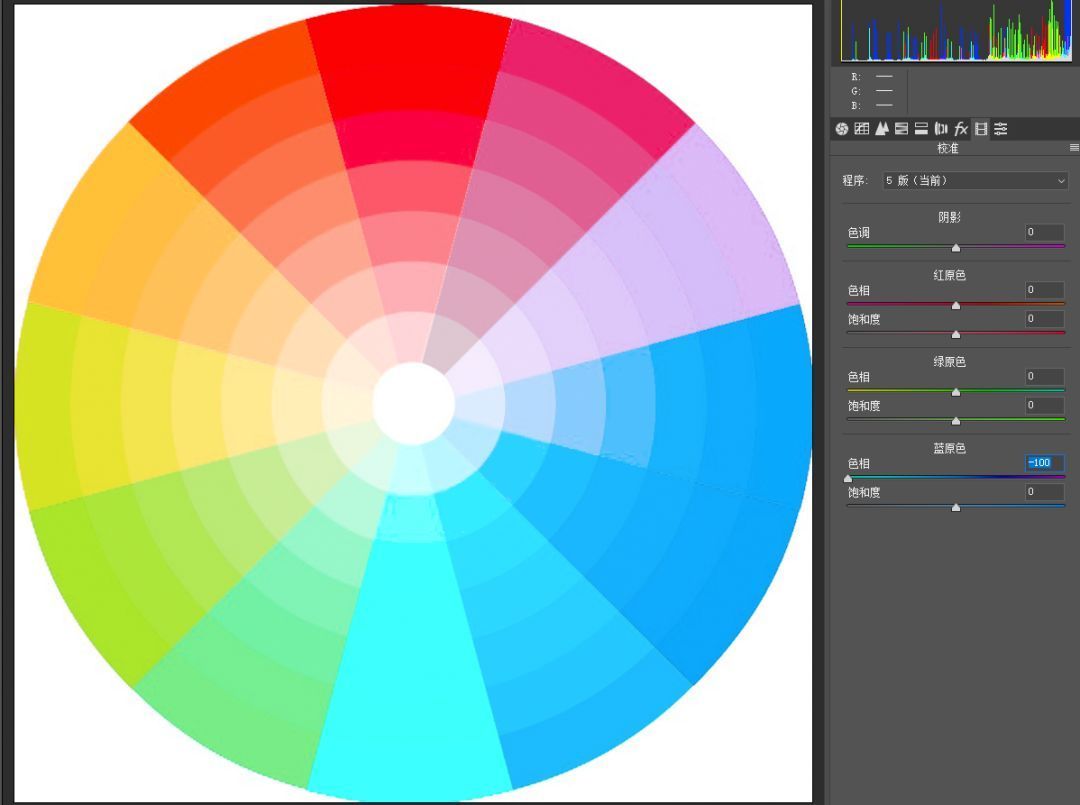 R: —
G: —
B: —
fx
校准
程序: 5 版(当前)
阴影
色调 0
红原色
色相 0
饱和度 0
绿原色
色相 0
饱和度 0
蓝原色
色相 -100
饱和度 0